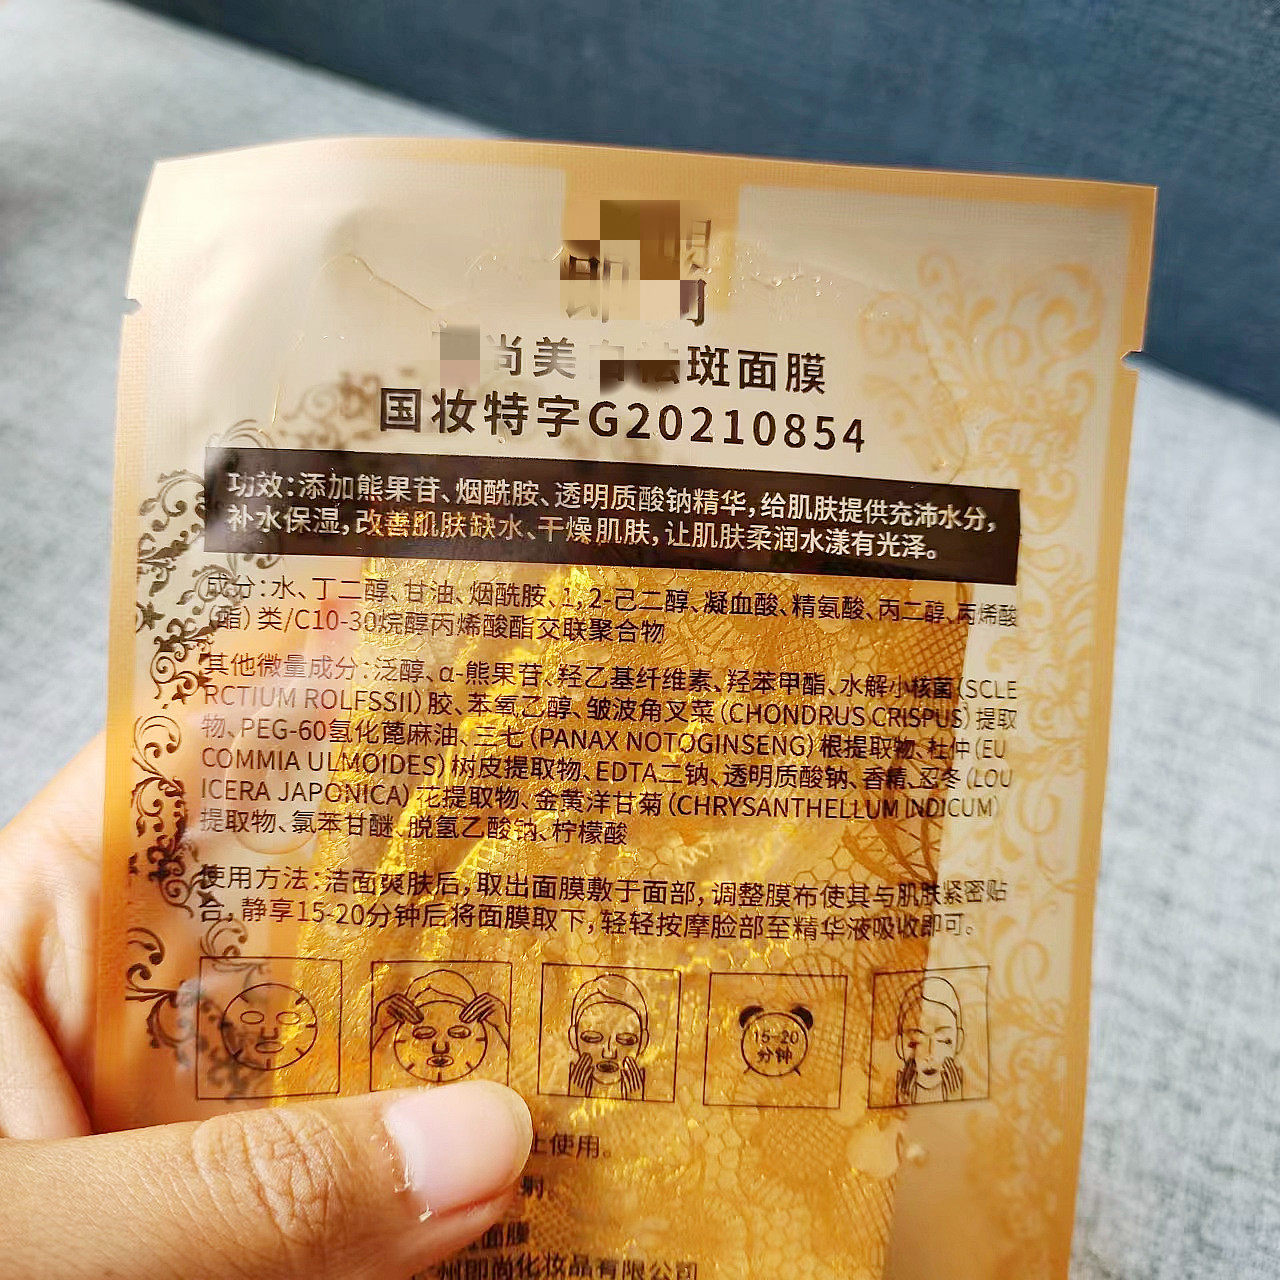 尚美白祛斑面膜
国妆特字G20210854
功效：添加熊果苷、烟酰胺、透明质酸钠精华，给肌肤提供充沛水分，
补水保湿，改善肌肤缺水、干燥肌肤，让肌肤柔润水漾有光泽。
成分：水、丁二醇、甘油、烟酰胺、1，2-己二醇、凝血酸、精氨酸、丙二醇、丙烯酸
（酯）类/C10-30烷醇丙烯酸酯交联聚合物
其他微量成分：泛醇、α-熊果苷、羟乙基纤维素、羟苯甲酯、水解小核菌（SCLE
RCTIUM ROLFSSII）胶、苯氧乙醇、皱波角叉菜（CHONDRUS CRISPUS）提取
物、PEG-60氢化蓖麻油、三七（PANAX NOTOGINSENG）根提取物、杜仲（EU
COMMIA ULMOIDES）树皮提取物、EDTA二钠、透明质酸钠、香精、忍冬（LOU
ICERA JAPONICA）花提取物、金黄洋甘菊（CHRYSANTHELLUM INDICUM）
提取物、氯苯甘醚、脱氢乙酸钠、柠檬酸
使用方法：洁面爽肤后，取出面膜敷于面部，调整膜布使其与肌肤紧密贴
合，静享15-20分钟后将面膜取下，轻轻按摩脸部至精华液吸收即可。
15-20
分钟
止使用。
射
面膜
州即尚化妆品有限公司